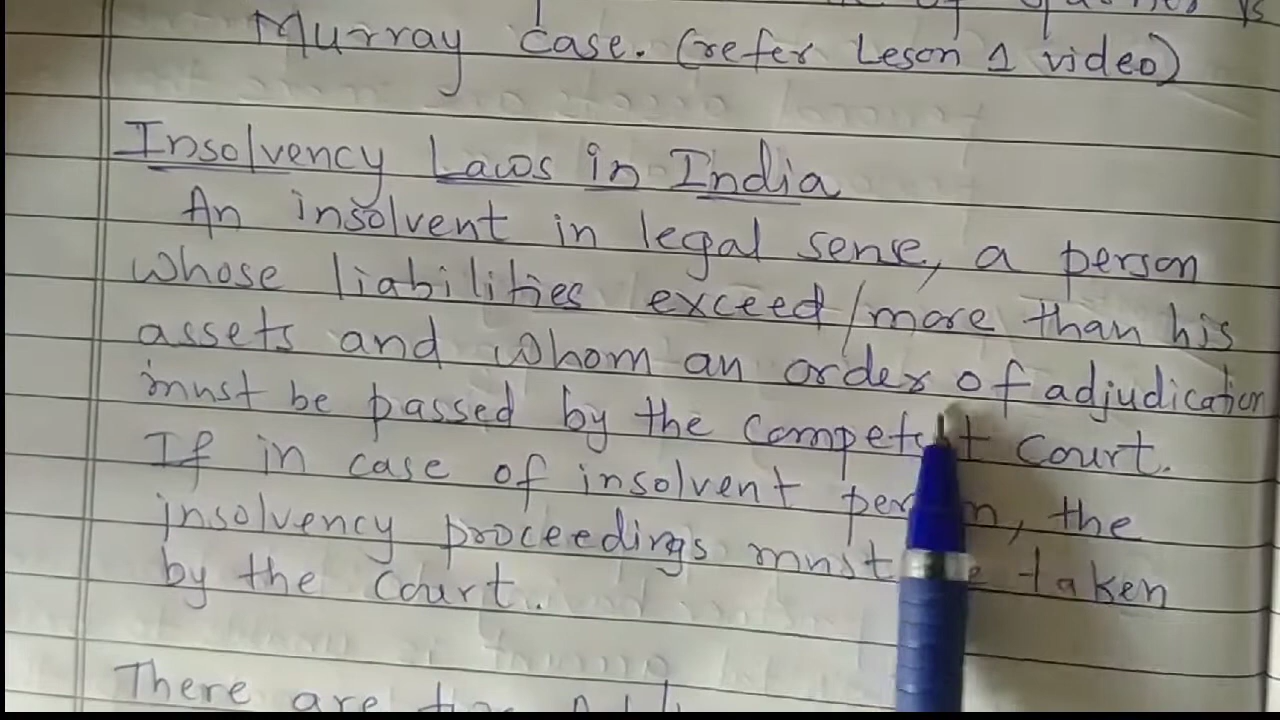 Murray Case. (refer Leson 1 video)
Insolvency Laws in India
An insolvent in legal sense, a person
whose liabilities exceed/more than his
assets and whom an order of adjudication
must be passed by the Competent Court.
If in case of insolvent person, the
insolvency proceedings must be taken
by the Court.
There are